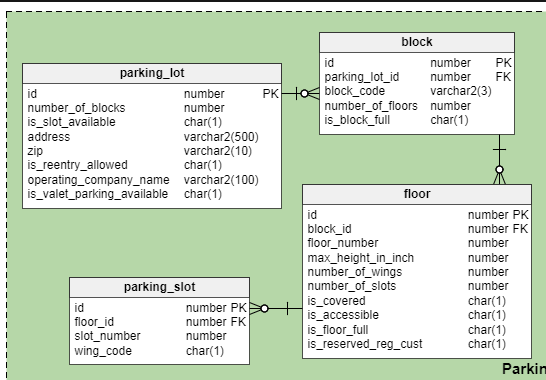 block
id number PK
parking_lot_id number FK
block_code varchar2(3)
number_of_floors number
is_block_full char(1)
parking_lot
id number PK
number_of_blocks number
is_slot_available char(1)
address varchar2(500)
zip varchar2(10)
is_reentry_allowed char(1)
operating_company_name varchar2(100)
is_valet_parking_available char(1)
floor
id number PK
block_id number FK
floor_number number
max_height_in_inch number
number_of_wings number
number_of_slots number
is_covered char(1)
is_accessible char(1)
is_floor_full char(1)
is_reserved_reg_cust char(1)
parking_slot
id number PK
floor_id number FK
slot_number number
wing_code char(1)
Parkin